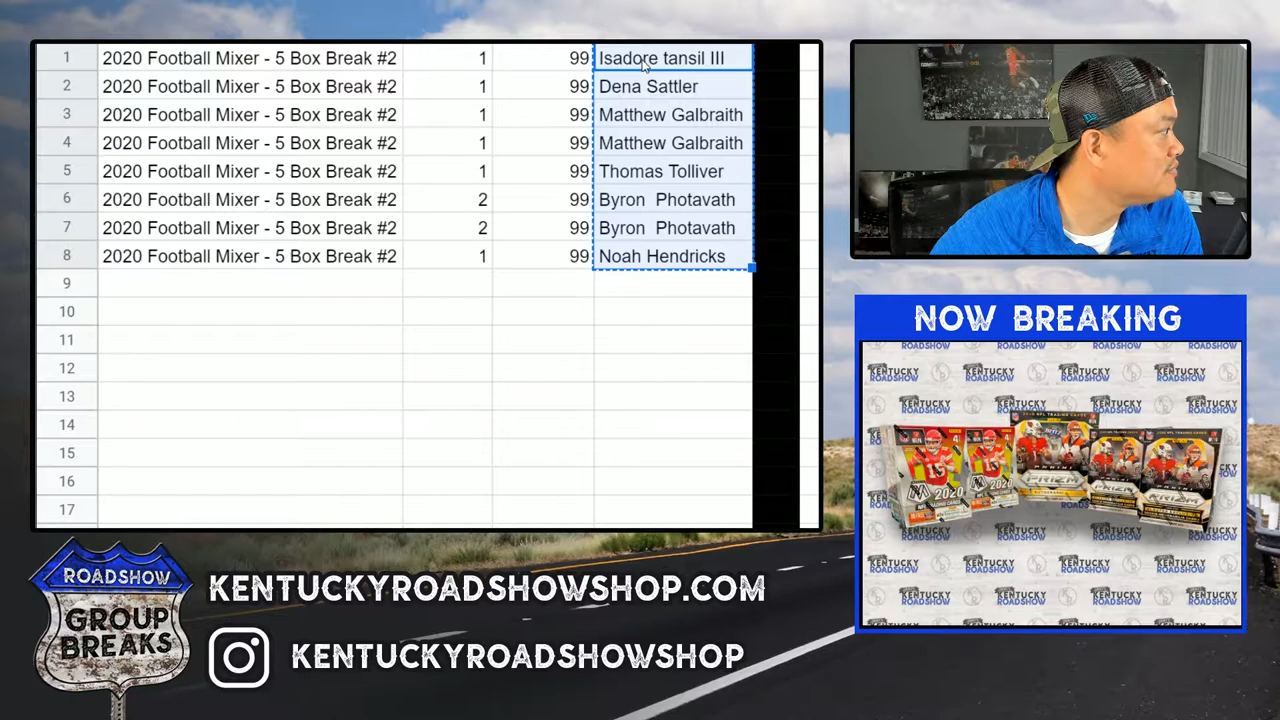 1 2020 Football Mixer - 5 Box Break #2 1 99 Isadore tansil III
2 2020 Football Mixer - 5 Box Break #2 1 99 Dena Sattler
3 2020 Football Mixer - 5 Box Break #2 1 99 Matthew Galbraith
4 2020 Football Mixer - 5 Box Break #2 1 99 Matthew Galbraith
5 2020 Football Mixer - 5 Box Break #2 1 99 Thomas Tolliver
6 2020 Football Mixer - 5 Box Break #2 2 99 Byron  Photavath
7 2020 Football Mixer - 5 Box Break #2 2 99 Byron  Photavath
8 2020 Football Mixer - 5 Box Break #2 1 99 Noah Hendricks
9
10
11
12
13
14
15
16
17
NOW BREAKING
KENTUCKY ROADSHOW
2020
PANINI
PRIZM
ROADSHOW
GROUP
BREAKS
KENTUCKYROADSHOWSHOP.COM
KENTUCKYROADSHOWSHOP